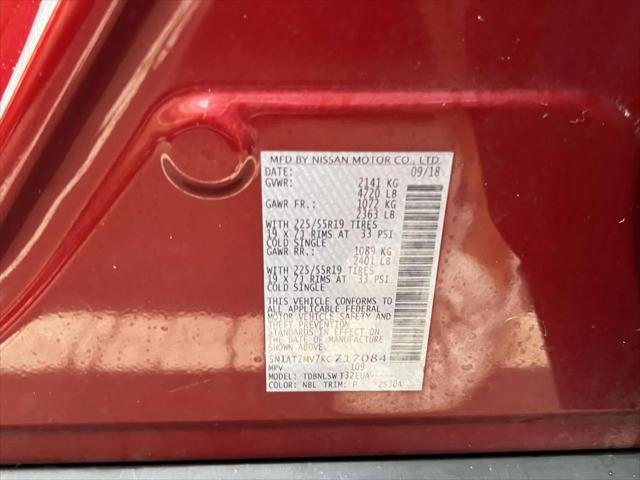 MFD BY NISSAN MOTOR CO., LTD.
DATE: 09/18
GVWR: 2141 KG
4720 LB
GAWR FR.: 1072 KG
2363 LB
WITH 225/55R19 TIRES
19 X 7J RIMS AT 33 PSI
COLD SINGLE
GAWR RR.: 1089 KG
2401 LB
WITH 225/55R19 TIRES
19 X 7J RIMS AT 33 PSI
COLD SINGLE
THIS VEHICLE CONFORMS TO
ALL APPLICABLE FEDERAL
MOTOR VEHICLE SAFETY AND
THEFT PREVENTION
STANDARDS IN EFFECT ON
THE DATE OF MANUFACTURE
SHOWN ABOVE.
5N1AT2MV7KC717084
MPV 109
MODEL: TDBNLSWT32EUA------
COLOR: NBL TRIM: P 2530A